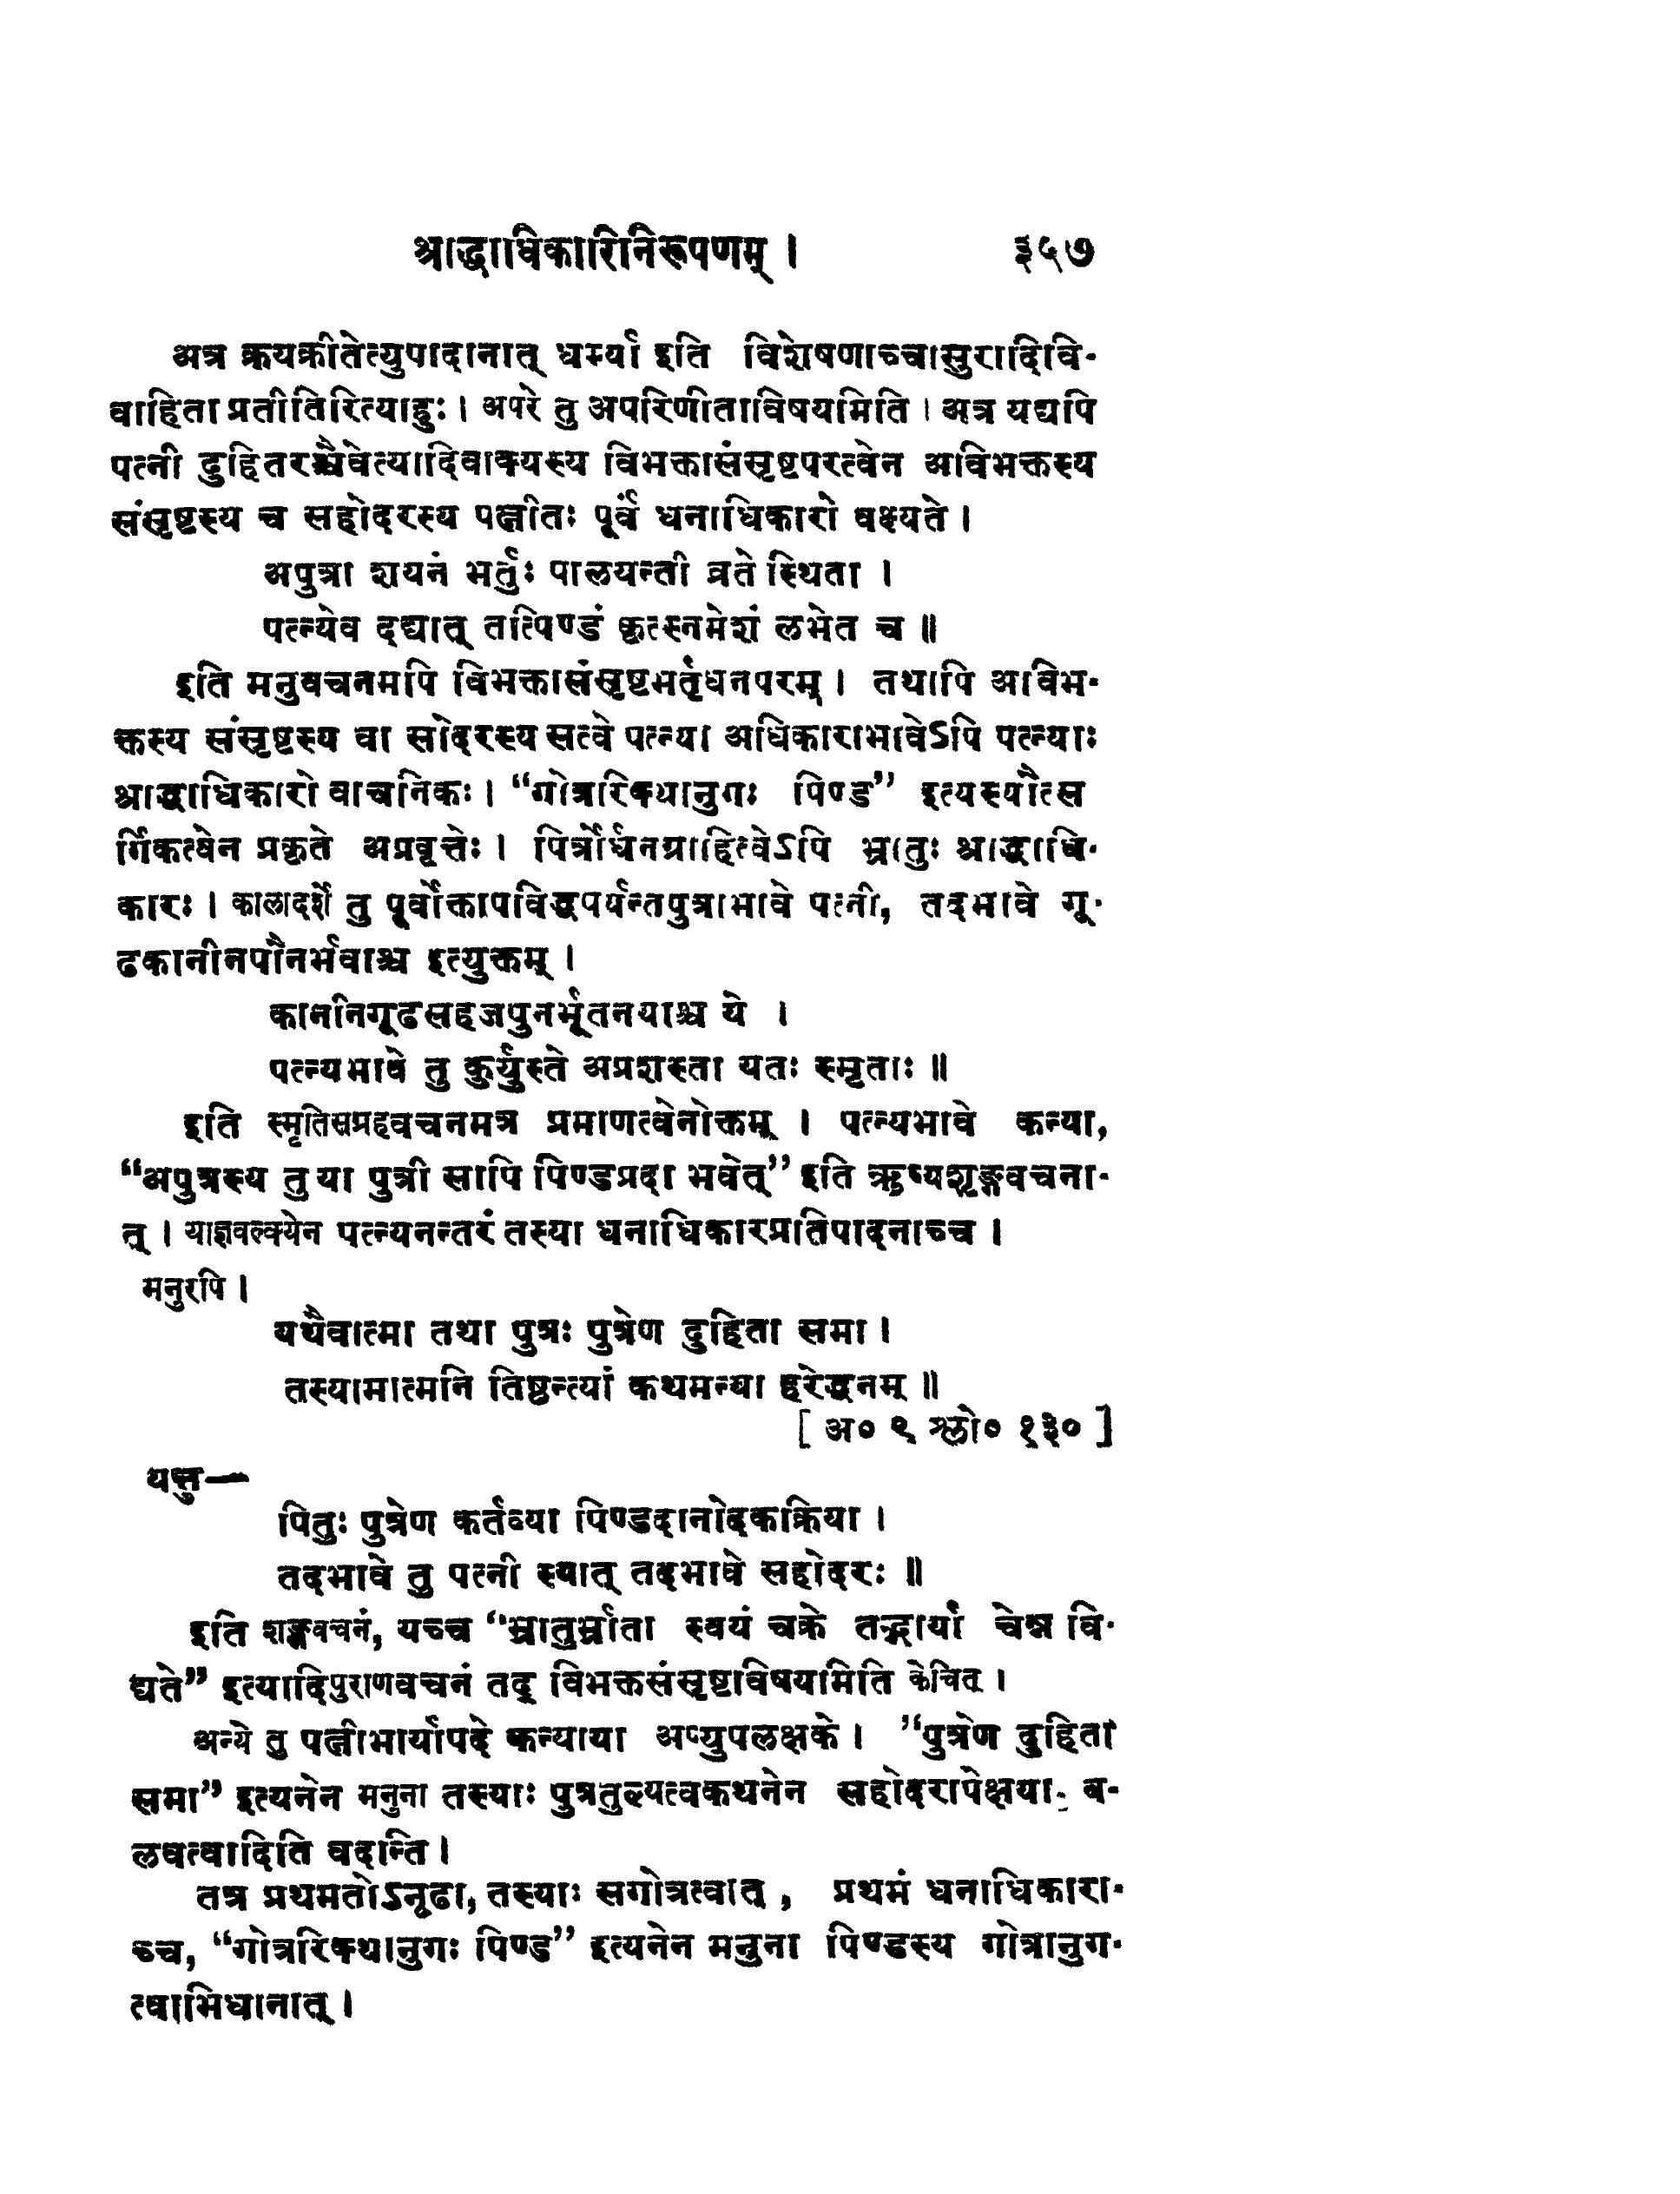 श्राद्धाधिकारिनिरूपणम् । ३५७
अत्र क्रयक्रीतेत्युपादानात् धर्म्या इति विशेषणाच्चासुरादिवि-
वाहिता प्रतीतिरित्याहुः । अपरे तु अपरिणीताविषयमिति । अत्र यद्यपि
पत्नी दुहितरश्चैवेत्यादिवाक्यस्य विभक्तासंसृष्टपरत्वेन अविभक्तस्य
संसृष्टस्य च सहोदरस्य पत्नीतः पूर्वं धनाधिकारो वक्ष्यते ।
अपुत्रा शयनं भर्तुः पालयन्ती व्रते स्थिता ।
पत्न्येव दद्यात् तत्पिण्डं कृत्स्नमेशं लभेत च ॥
इति मनुवचनमपि विभक्तासंसृष्टभर्तृधनपरम् । तथापि अविभ-
क्तस्य संसृष्टस्य वा सोदरस्य सत्वे पत्न्या अधिकाराभावेऽपि पत्न्याः
श्राद्धाधिकारो वाचनिकः । “गोत्ररिक्थानुगः पिण्ड” इत्यस्यौत्स
र्गिकत्वेन प्रकृते अप्रवृत्तेः । पित्रोर्धनग्राहित्वेऽपि भ्रातुः श्राद्धाधि-
कारः । कालादर्शे तु पूर्वोक्तापविद्धपर्यन्तपुत्राभावे पत्नी, तदभावे गू-
ढकानीनपौनर्भवाश्च इत्युक्तम् ।
कानीनगूढसहजपुनर्भूतनयाश्च ये ।
पत्न्यभावे तु कुर्युस्ते अप्रशस्ता यतः स्मृताः ॥
इति स्मृतिसंग्रहवचनमत्र प्रमाणत्वेनोक्तम् । पत्न्यभावे कन्या,
“अपुत्रस्य तु या पुत्री सापि पिण्डप्रदा भवेत्” इति ऋष्यशृङ्गवचना-
त् । याज्ञवल्क्येन पत्न्यनन्तरं तस्या धनाधिकारप्रतिपादनाच्च ।
मनुरपि ।
यथैवात्मा तथा पुत्रः पुत्रेण दुहिता समा ।
तस्यामात्मनि तिष्ठन्त्यां कथमन्या हरेद्धनम् ॥
[ अ० ९ श्लो० १३० ]
यत्तु—
पितुः पुत्रेण कर्तव्या पिण्डदानोदकक्रिया ।
तदभावे तु पत्नी स्यात् तदभावे सहोदरः ॥
इति शङ्खवचनं, यच्च “भ्रातुर्भ्राता स्वयं चक्रे तद्भार्या चेन्न वि-
द्यते” इत्यादिपुराणवचनं तद् विभक्तसंसृष्टाविषयमिति केचित् ।
अन्ये तु पत्नीभार्यापदे कन्याया अप्युपलक्षके । ”पुत्रेण दुहिता
समा” इत्यनेन मनुना तस्याः पुत्रतुल्यत्वकथनेन सहोदरापेक्षया ब-
लवत्वादिति वदन्ति ।
तत्र प्रथमतोऽनूढा, तस्याः सगोत्रत्वात् , प्रथमं धनाधिकारा-
च्च, “गोत्ररिक्थानुगः पिण्ड” इत्यनेन मनुना पिण्डस्य गोत्रानुग-
त्वाभिधानात् ।